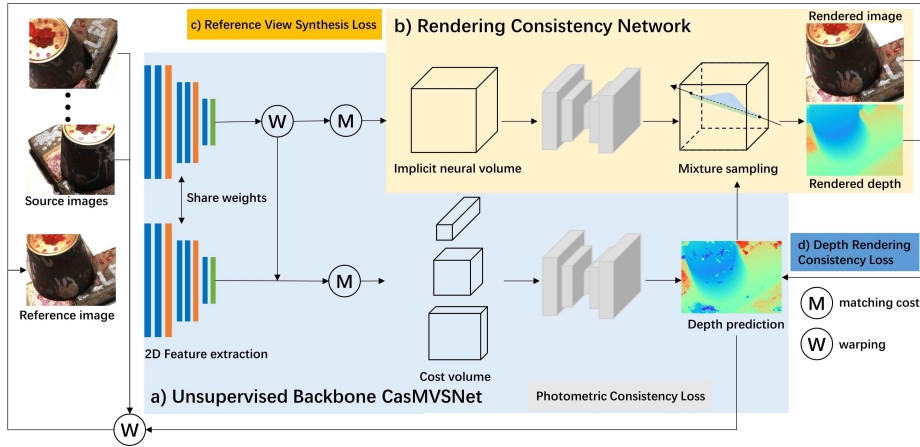 c) Reference View Synthesis Loss
b) Rendering Consistency Network
Rendered image
W
M
Implicit neural volume
Mixture sampling
Rendered depth
Source images
Share weights
d) Depth Rendering
Consistency Loss
M
Reference image
2D Feature extraction
Cost volume
Depth prediction
M
matching cost
W
warping
a) Unsupervised Backbone CasMVSNet
Photometric Consistency Loss
W